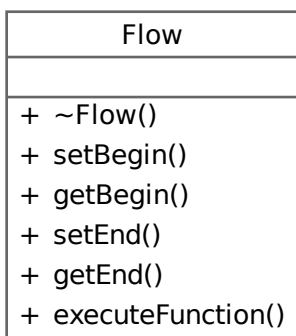 Flow
+ ~Flow()
+ setBegin()
+ getBegin()
+ setEnd()
+ getEnd()
+ executeFunction()